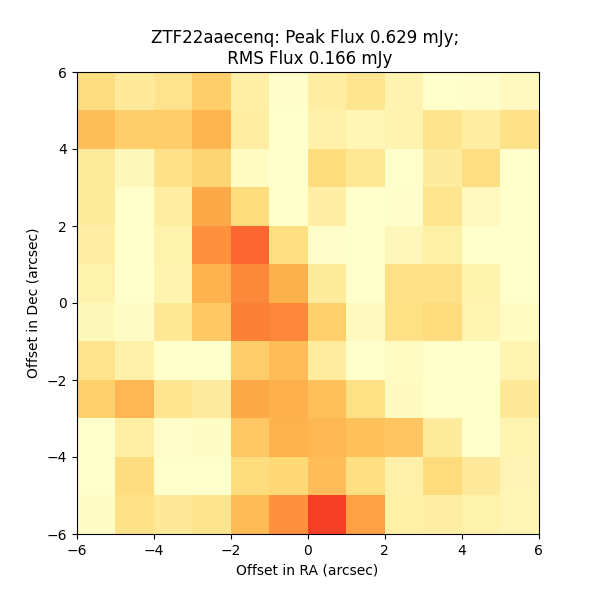 ZTF22aaecenq: Peak Flux 0.629 mJy;
RMS Flux 0.166 mJy
6
4
2
0
−2
−4
−6
Offset in Dec (arcsec)
−6 −4 −2 0 2 4 6
Offset in RA (arcsec)